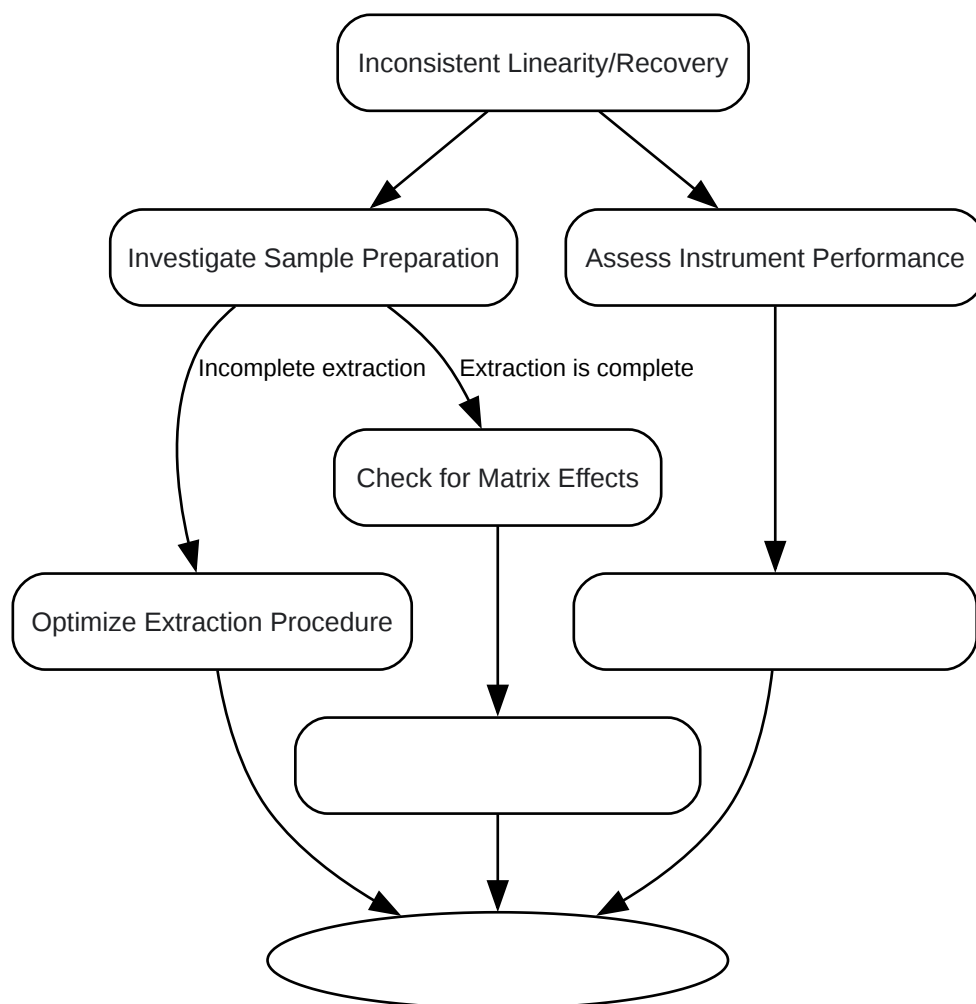 Inconsistent Linearity/Recovery
Investigate Sample Preparation
Assess Instrument Performance
Incomplete extraction
Extraction is complete
Check for Matrix Effects
Optimize Extraction Procedure